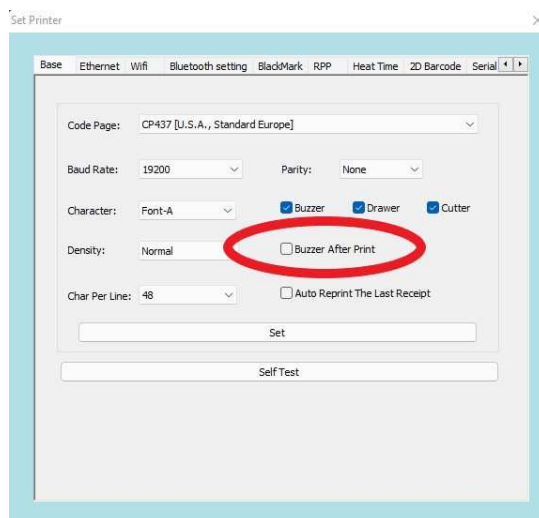 Set Printer
Base Ethernet Wifi Bluetooth setting BlackMark RPP Heat Time 2D Barcode Serial
Code Page: CP437 [U.S.A., Standard Europe]
Baud Rate: 19200 Parity: None
Character: Font-A Buzzer Drawer Cutter
Density: Normal Buzzer After Print
Char Per Line: 48 Auto Reprint The Last Receipt
Set
Self Test